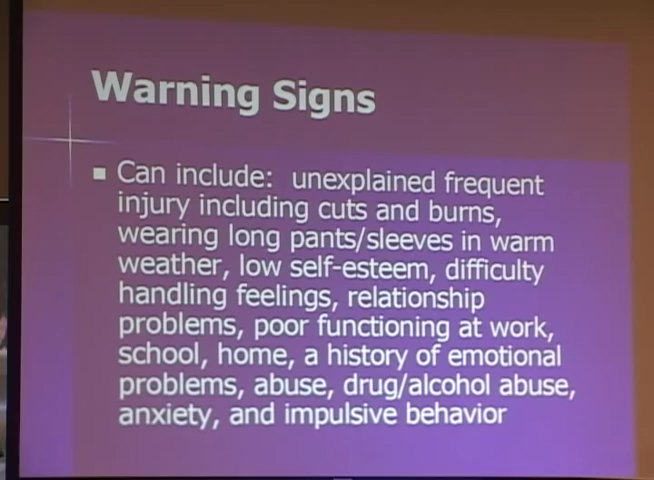 Warning Signs
Can include: unexplained frequent
injury including cuts and burns,
wearing long pants/sleeves in warm
weather, low self-esteem, difficulty
handling feelings, relationship
problems, poor functioning at work,
school, home, a history of emotional
problems, abuse, drug/alcohol abuse,
anxiety, and impulsive behavior